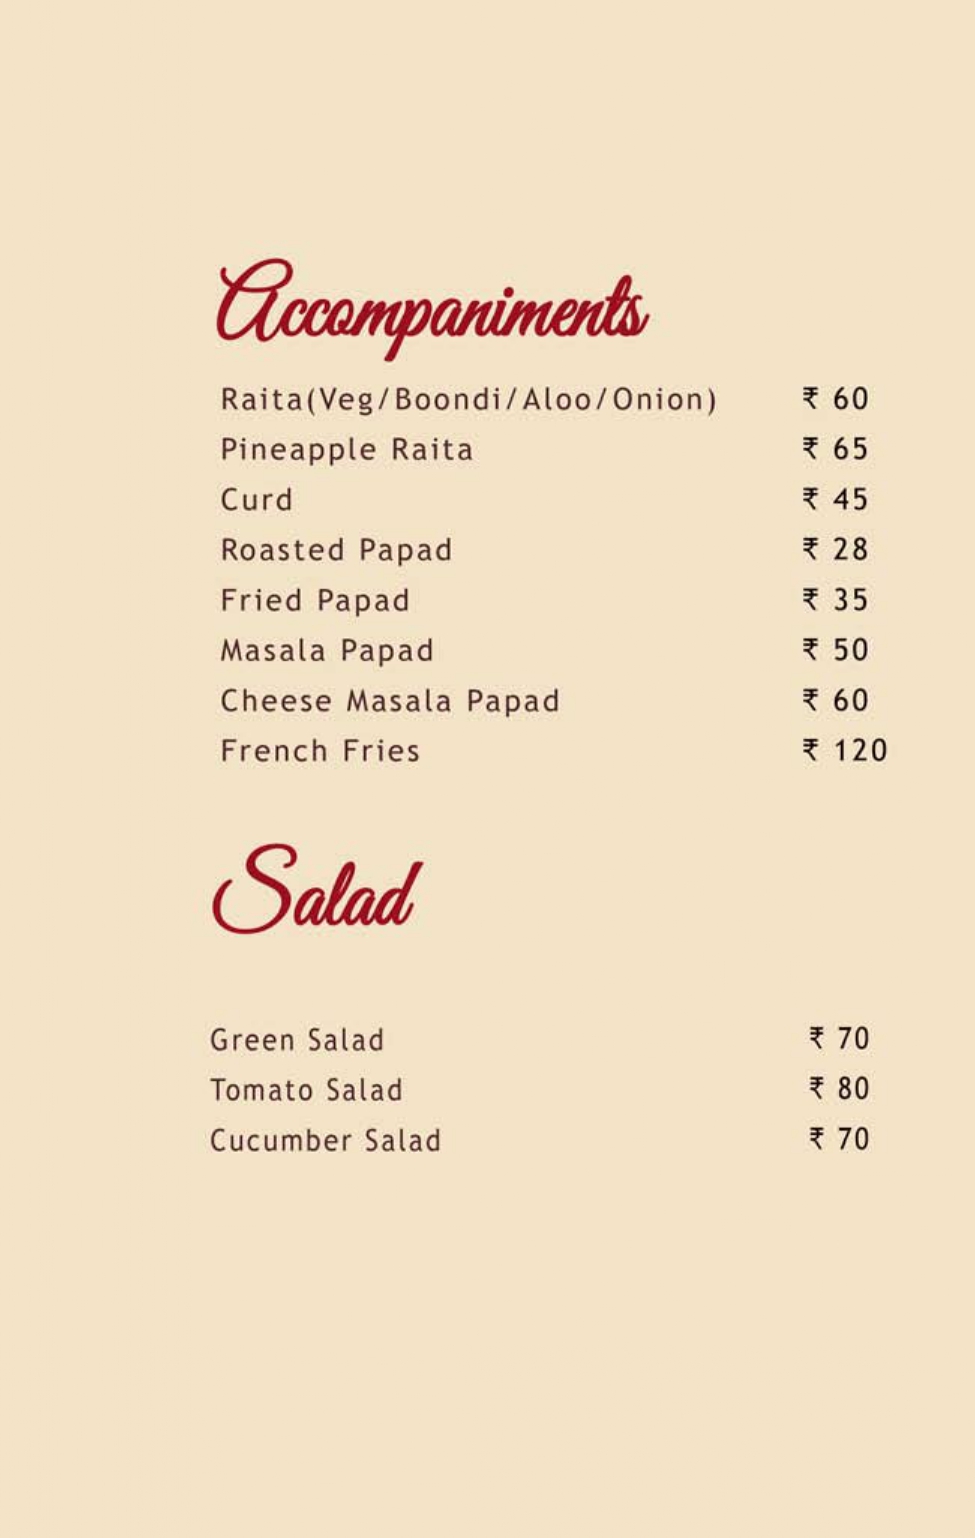 Accompaniments
Raita(Veg/Boondi/Aloo/Onion) ₹ 60
Pineapple Raita ₹ 65
Curd ₹ 45
Roasted Papad ₹ 28
Fried Papad ₹ 35
Masala Papad ₹ 50
Cheese Masala Papad ₹ 60
French Fries ₹ 120
Salad
Green Salad ₹ 70
Tomato Salad ₹ 80
Cucumber Salad ₹ 70